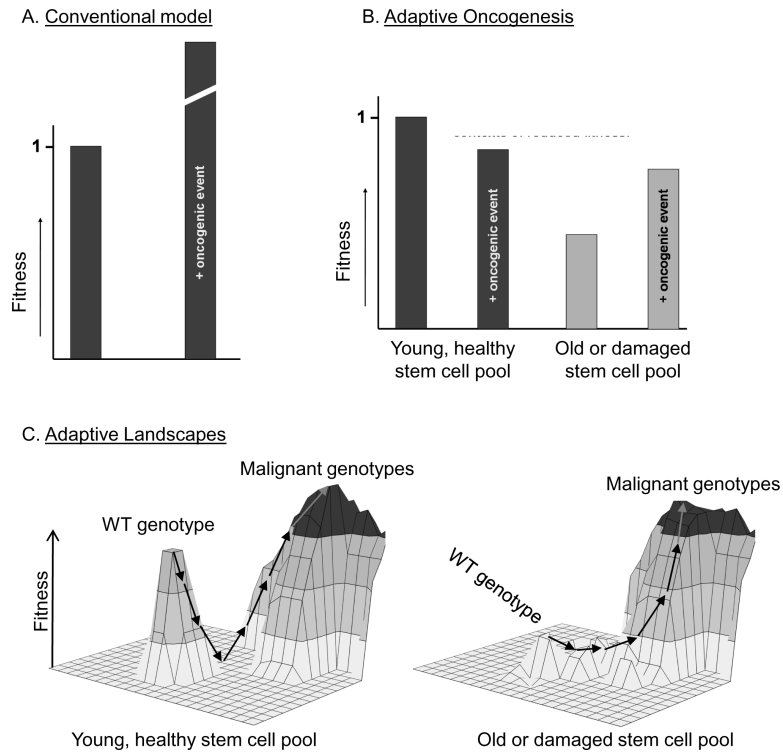 A. Conventional model
1
Fitness
+ oncogenic event
B. Adaptive Oncogenesis
1
Fitness
+ oncogenic event
+ oncogenic event
Young, healthy
stem cell pool
Old or damaged
stem cell pool
C. Adaptive Landscapes
Fitness
WT genotype
Malignant genotypes
Young, healthy stem cell pool
WT genotype
Malignant genotypes
Old or damaged stem cell pool